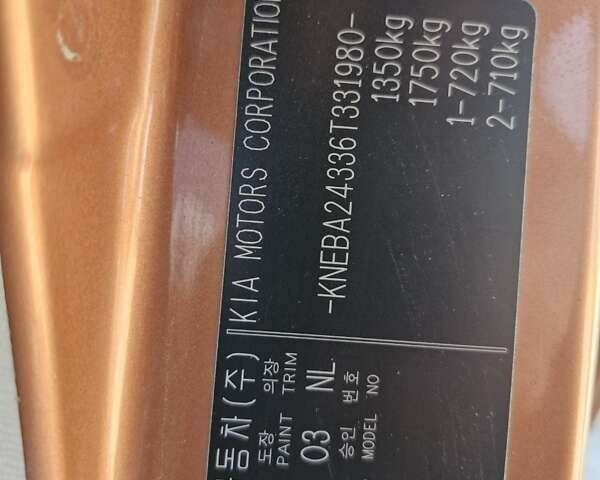 동차(주) KIA MOTORS CORPORATION
도장 의장
PAINT TRIM
03 NL
승인 번호
MODEL NO
-KNEBA24336T331980-
1350kg
1750kg
1-720kg
2-710kg